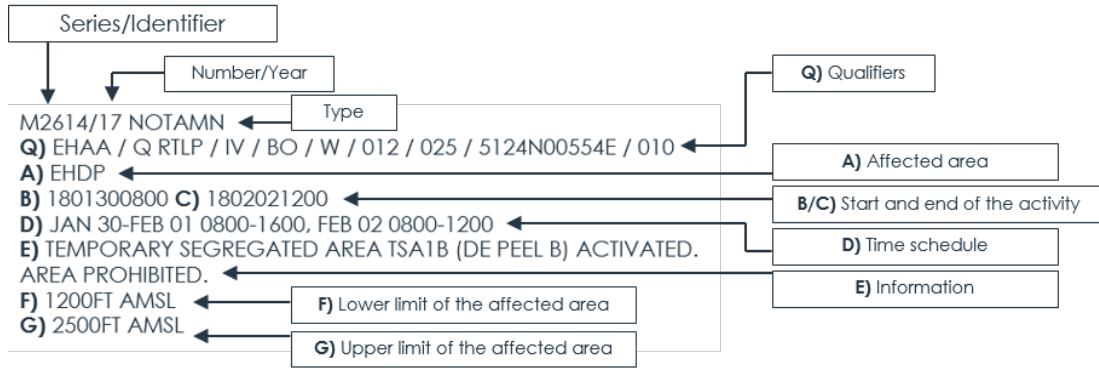 Series/Identifier
Number/Year
Q) Qualifiers
Type
M2614/17 NOTAMN
Q) EHAA / Q RTLP / IV / BO / W / 012 / 025 / 5124N00554E / 010
A) Affected area
A) EHDP
B/C) Start and end of the activity
B) 1801300800 C) 1802021200
D) JAN 30-FEB 01 0800-1600, FEB 02 0800-1200
D) Time schedule
E) TEMPORARY SEGREGATED AREA TSA1B (DE PEEL B) ACTIVATED.
AREA PROHIBITED.
E) Information
F) 1200FT AMSL
F) Lower limit of the affected area
G) 2500FT AMSL
G) Upper limit of the affected area